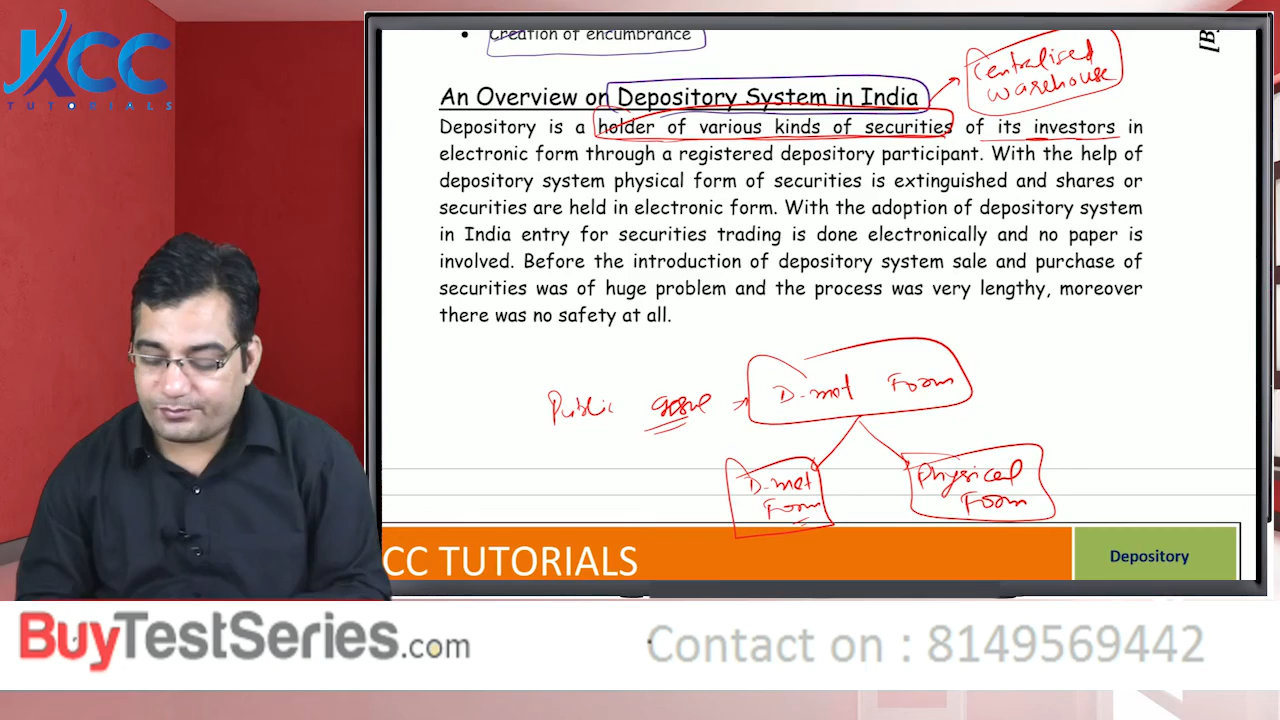 KCC
TUTORIALS
• Creation of encumbrance
[B
Centralised
Warehouse
An Overview on Depository System in India
Depository is a holder of various kinds of securities of its investors in
electronic form through a registered depository participant. With the help of
depository system physical form of securities is extinguished and shares or
securities are held in electronic form. With the adoption of depository system
in India entry for securities trading is done electronically and no paper is
involved. Before the introduction of depository system sale and purchase of
securities was of huge problem and the process was very lengthy, moreover
there was no safety at all.
Public Issue → D-mat Form
D-mat
Form
Physical
Form
CC TUTORIALS
Depository
BuyTestSeries.com
Contact on : 8149569442